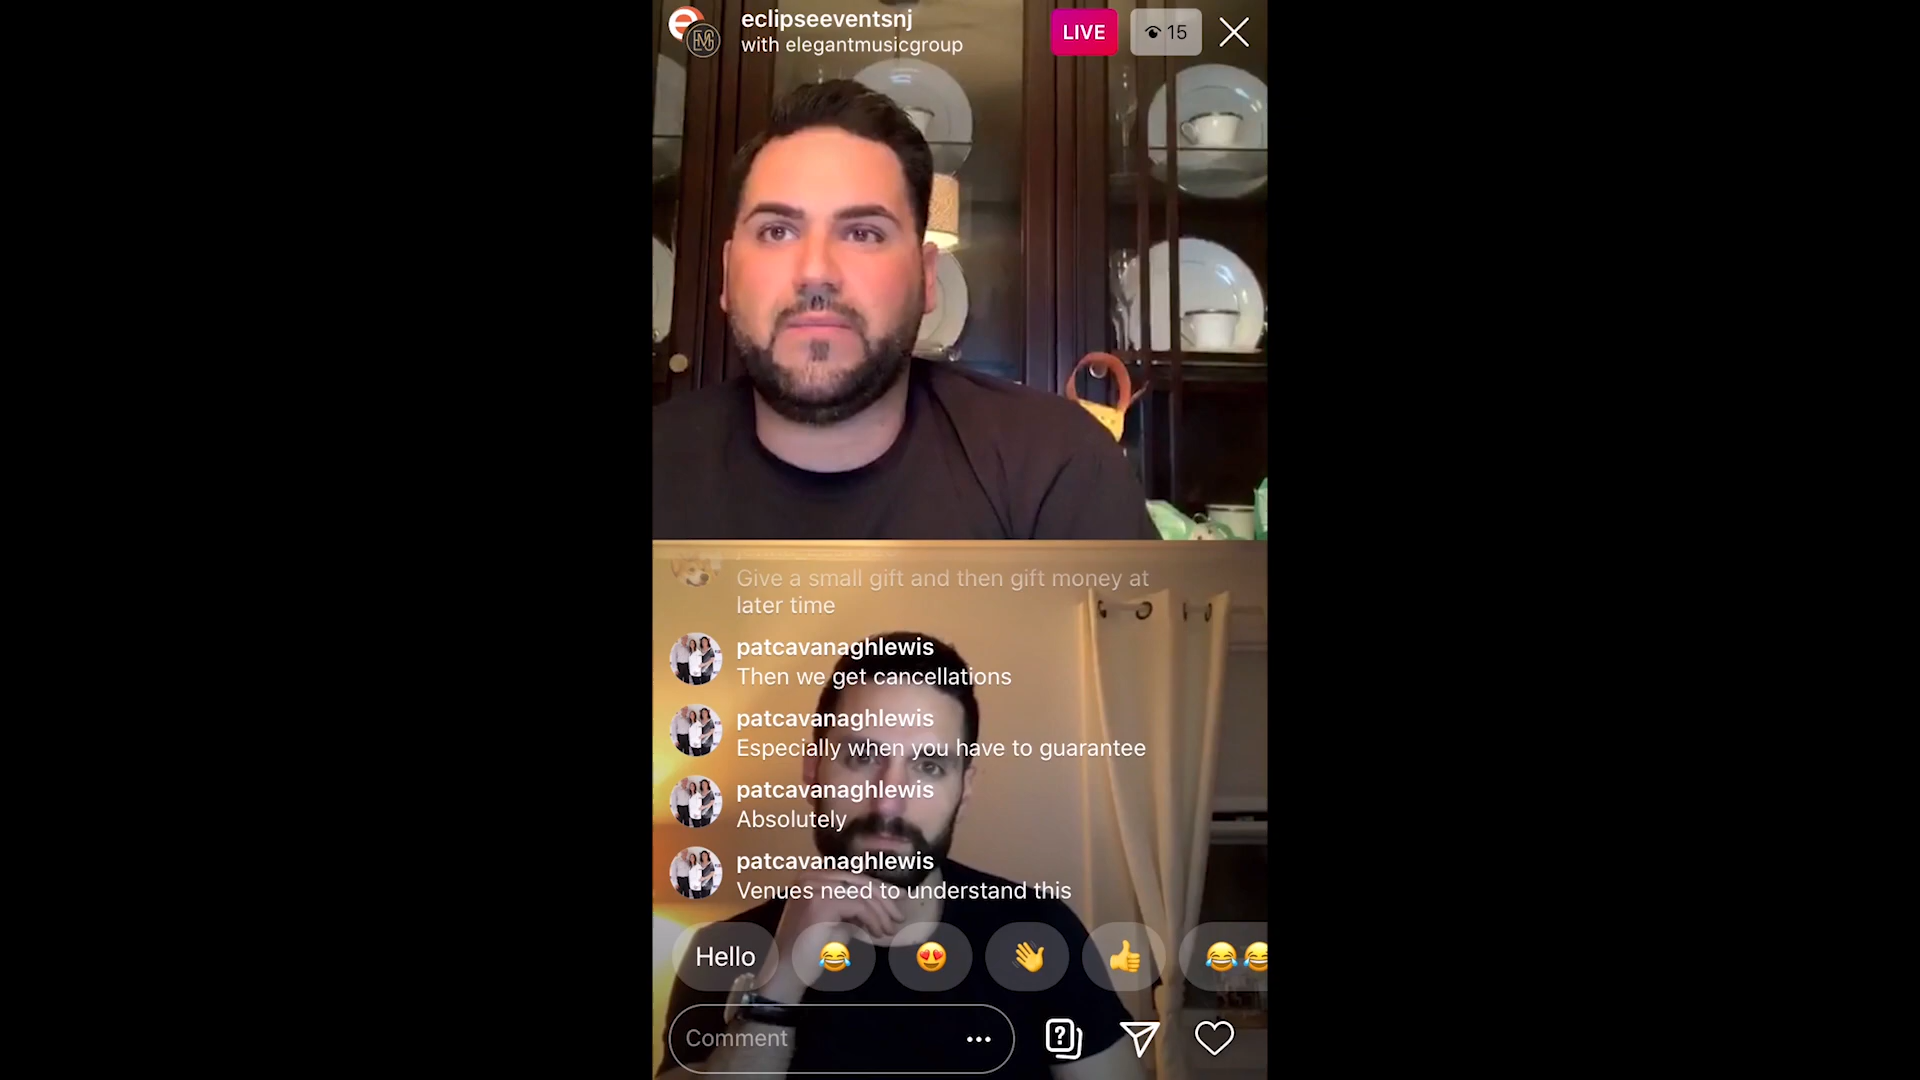 eclipseeventsnj
with elegantmusicgroup
LIVE
15
EMG
Give a small gift and then gift money at
later time
patcavanaghlewis
Then we get cancellations
patcavanaghlewis
Especially when you have to guarantee
patcavanaghlewis
Absolutely
patcavanaghlewis
Venues need to understand this
Hello
Comment